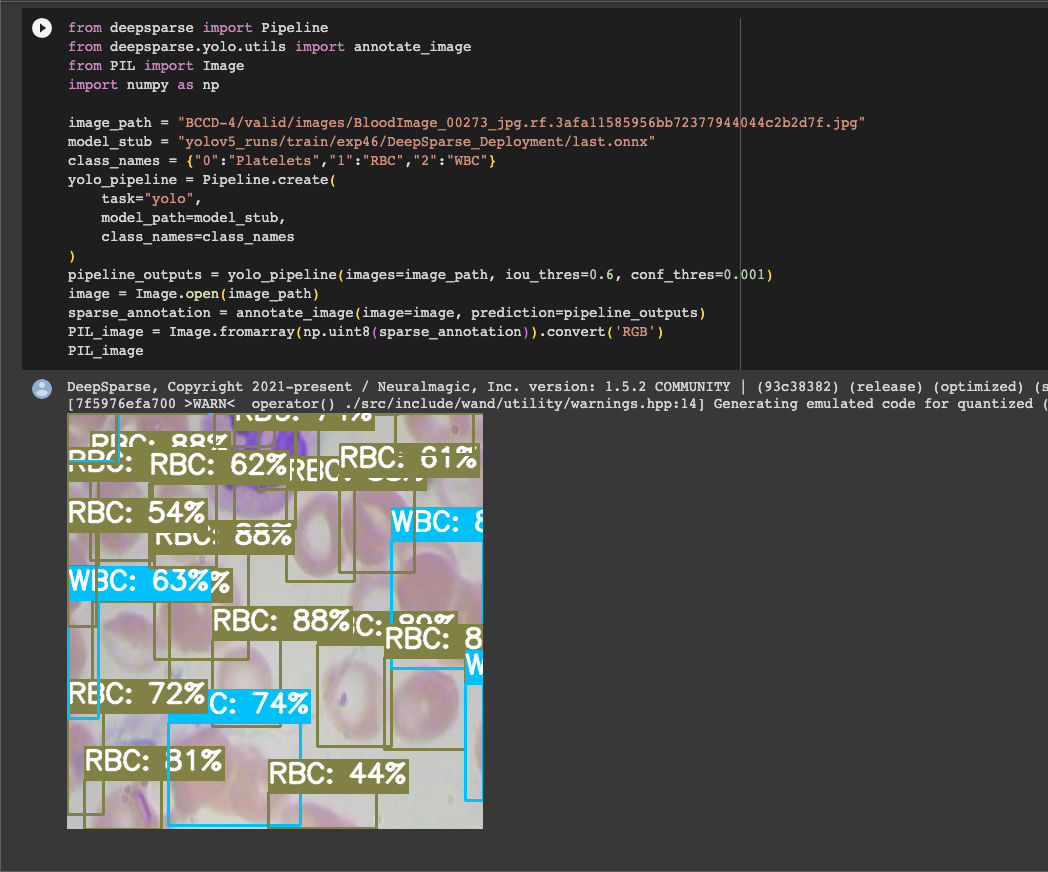 from deepsparse import Pipeline
from deepsparse.yolo.utils import annotate_image
from PIL import Image
import numpy as np
image_path = "BCCD-4/valid/images/BloodImage_00273_jpg.rf.3afa11585956bb72377944044c2b2d7f.jpg"
model_stub = "yolov5_runs/train/exp46/DeepSparse_Deployment/last.onnx"
class_names = {"0":"Platelets","1":"RBC","2":"WBC"}
yolo_pipeline = Pipeline.create(
    task="yolo",
    model_path=model_stub,
    class_names=class_names
)
pipeline_outputs = yolo_pipeline(images=image_path, iou_thres=0.6, conf_thres=0.001)
image = Image.open(image_path)
sparse_annotation = annotate_image(image=image, prediction=pipeline_outputs)
PIL_image = Image.fromarray(np.uint8(sparse_annotation)).convert('RGB')
PIL_image
DeepSparse, Copyright 2021-present / Neuralmagic, Inc. version: 1.5.2 COMMUNITY | (93c38382) (release) (optimized) (s
[7f5976efa700 >WARN<  operator() ./src/include/wand/utility/warnings.hpp:14] Generating emulated code for quantized (
RBC: 88%
RBC: RBC: 62% RBC RBC: 61%
RBC: 54%
WBC: 8
RBC: 88%
WBC: 63% %
RBC: 88% C: 89%
RBC: 8
W
RBC: 72% C: 74%
RBC: 81%
RBC: 44%